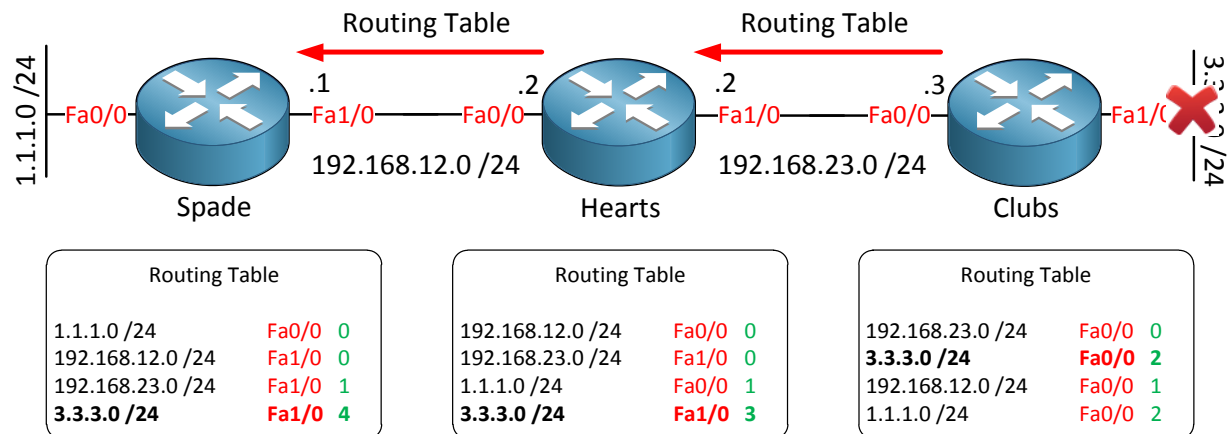 Routing Table
Routing Table
1.1.1.0 /24
Fa0/0
.1
Fa1/0
.2
Fa0/0
.2
Fa1/0
.3
Fa0/0
Fa1/
/24
192.168.12.0 /24
192.168.23.0 /24
Spade
Hearts
Clubs
Routing Table
1.1.1.0 /24 Fa0/0 0
192.168.12.0 /24 Fa1/0 0
192.168.23.0 /24 Fa1/0 1
3.3.3.0 /24 Fa1/0 4
Routing Table
192.168.12.0 /24 Fa0/0 0
192.168.23.0 /24 Fa1/0 0
1.1.1.0 /24 Fa0/0 1
3.3.3.0 /24 Fa1/0 3
Routing Table
192.168.23.0 /24 Fa0/0 0
3.3.3.0 /24 Fa0/0 2
192.168.12.0 /24 Fa0/0 1
1.1.1.0 /24 Fa0/0 2